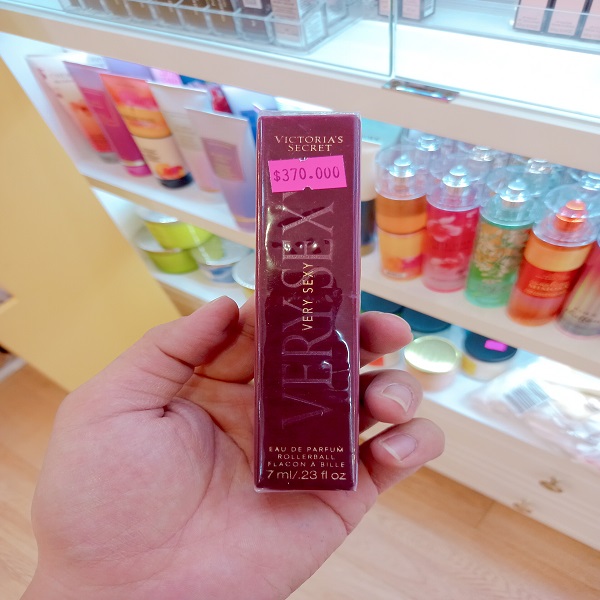 VICTORIA'S
SECRET
$370.000
VERY SEXY
VERY SEXY
EAU DE PARFUM
ROLLERBALL
FLACON À BILLE
7 ml/.23 fl oz